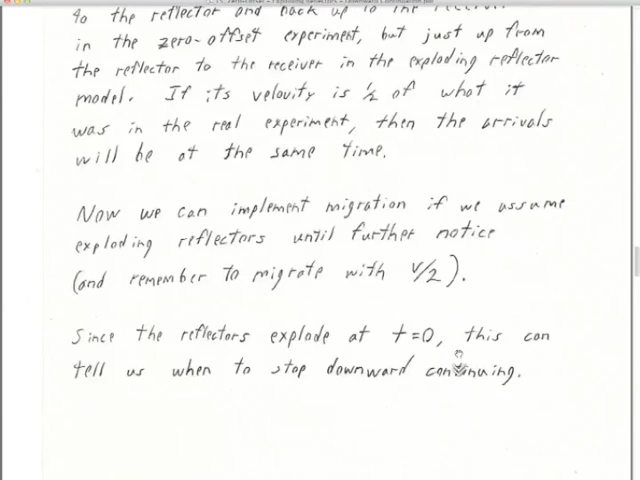 to the reflector and back up to the receiver
in the zero-offset experiment, but just up from
the reflector to the receiver in the exploding reflector
model. If its velocity is 1/2 of what it
was in the real experiment, then the arrivals
will be at the same time.
Now we can implement migration if we assume
exploding reflectors until further notice
(and remember to migrate with V/2).
Since the reflectors explode at t=0, this can
tell us when to stop downward continuing.